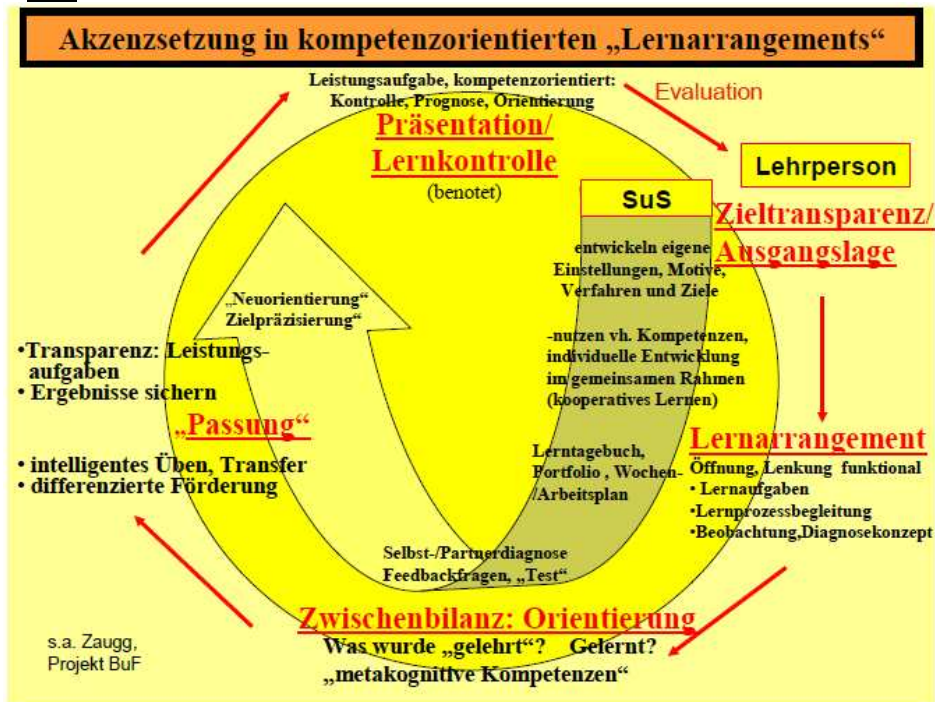 Akzenzsetzung in kompetenzorientierten „Lernarrangements“
Leistungsaufgabe, kompetenzorientiert:
Kontrolle, Prognose, Orientierung
Präsentation/
Lernkontrolle
(benotet)
Evaluation
Lehrperson
Zieltransparenz/
Ausgangslage
SuS
entwickeln eigene
Einstellungen, Motive,
Verfahren und Ziele
-nutzen vh. Kompetenzen,
individuelle Entwicklung
im gemeinsamen Rahmen
(kooperatives Lernen)
Lerntagebuch,
Portfolio , Wochen-
/Arbeitsplan
Lernarrangement
Öffnung, Lenkung funktional
• Lernaufgaben
•Lernprozessbegleitung
•Beobachtung,Diagnosekonzept
Selbst-/Partnerdiagnose
Feedbackfragen, „Test“
Zwischenbilanz: Orientierung
Was wurde „gelehrt“? Gelernt?
„metakognitive Kompetenzen“
„Neuorientierung“
Zielpräzisierung“
•Transparenz: Leistungs-
aufgaben
• Ergebnisse sichern
„Passung“
• intelligentes Üben, Transfer
• differenzierte Förderung
s.a. Zaugg,
Projekt BuF